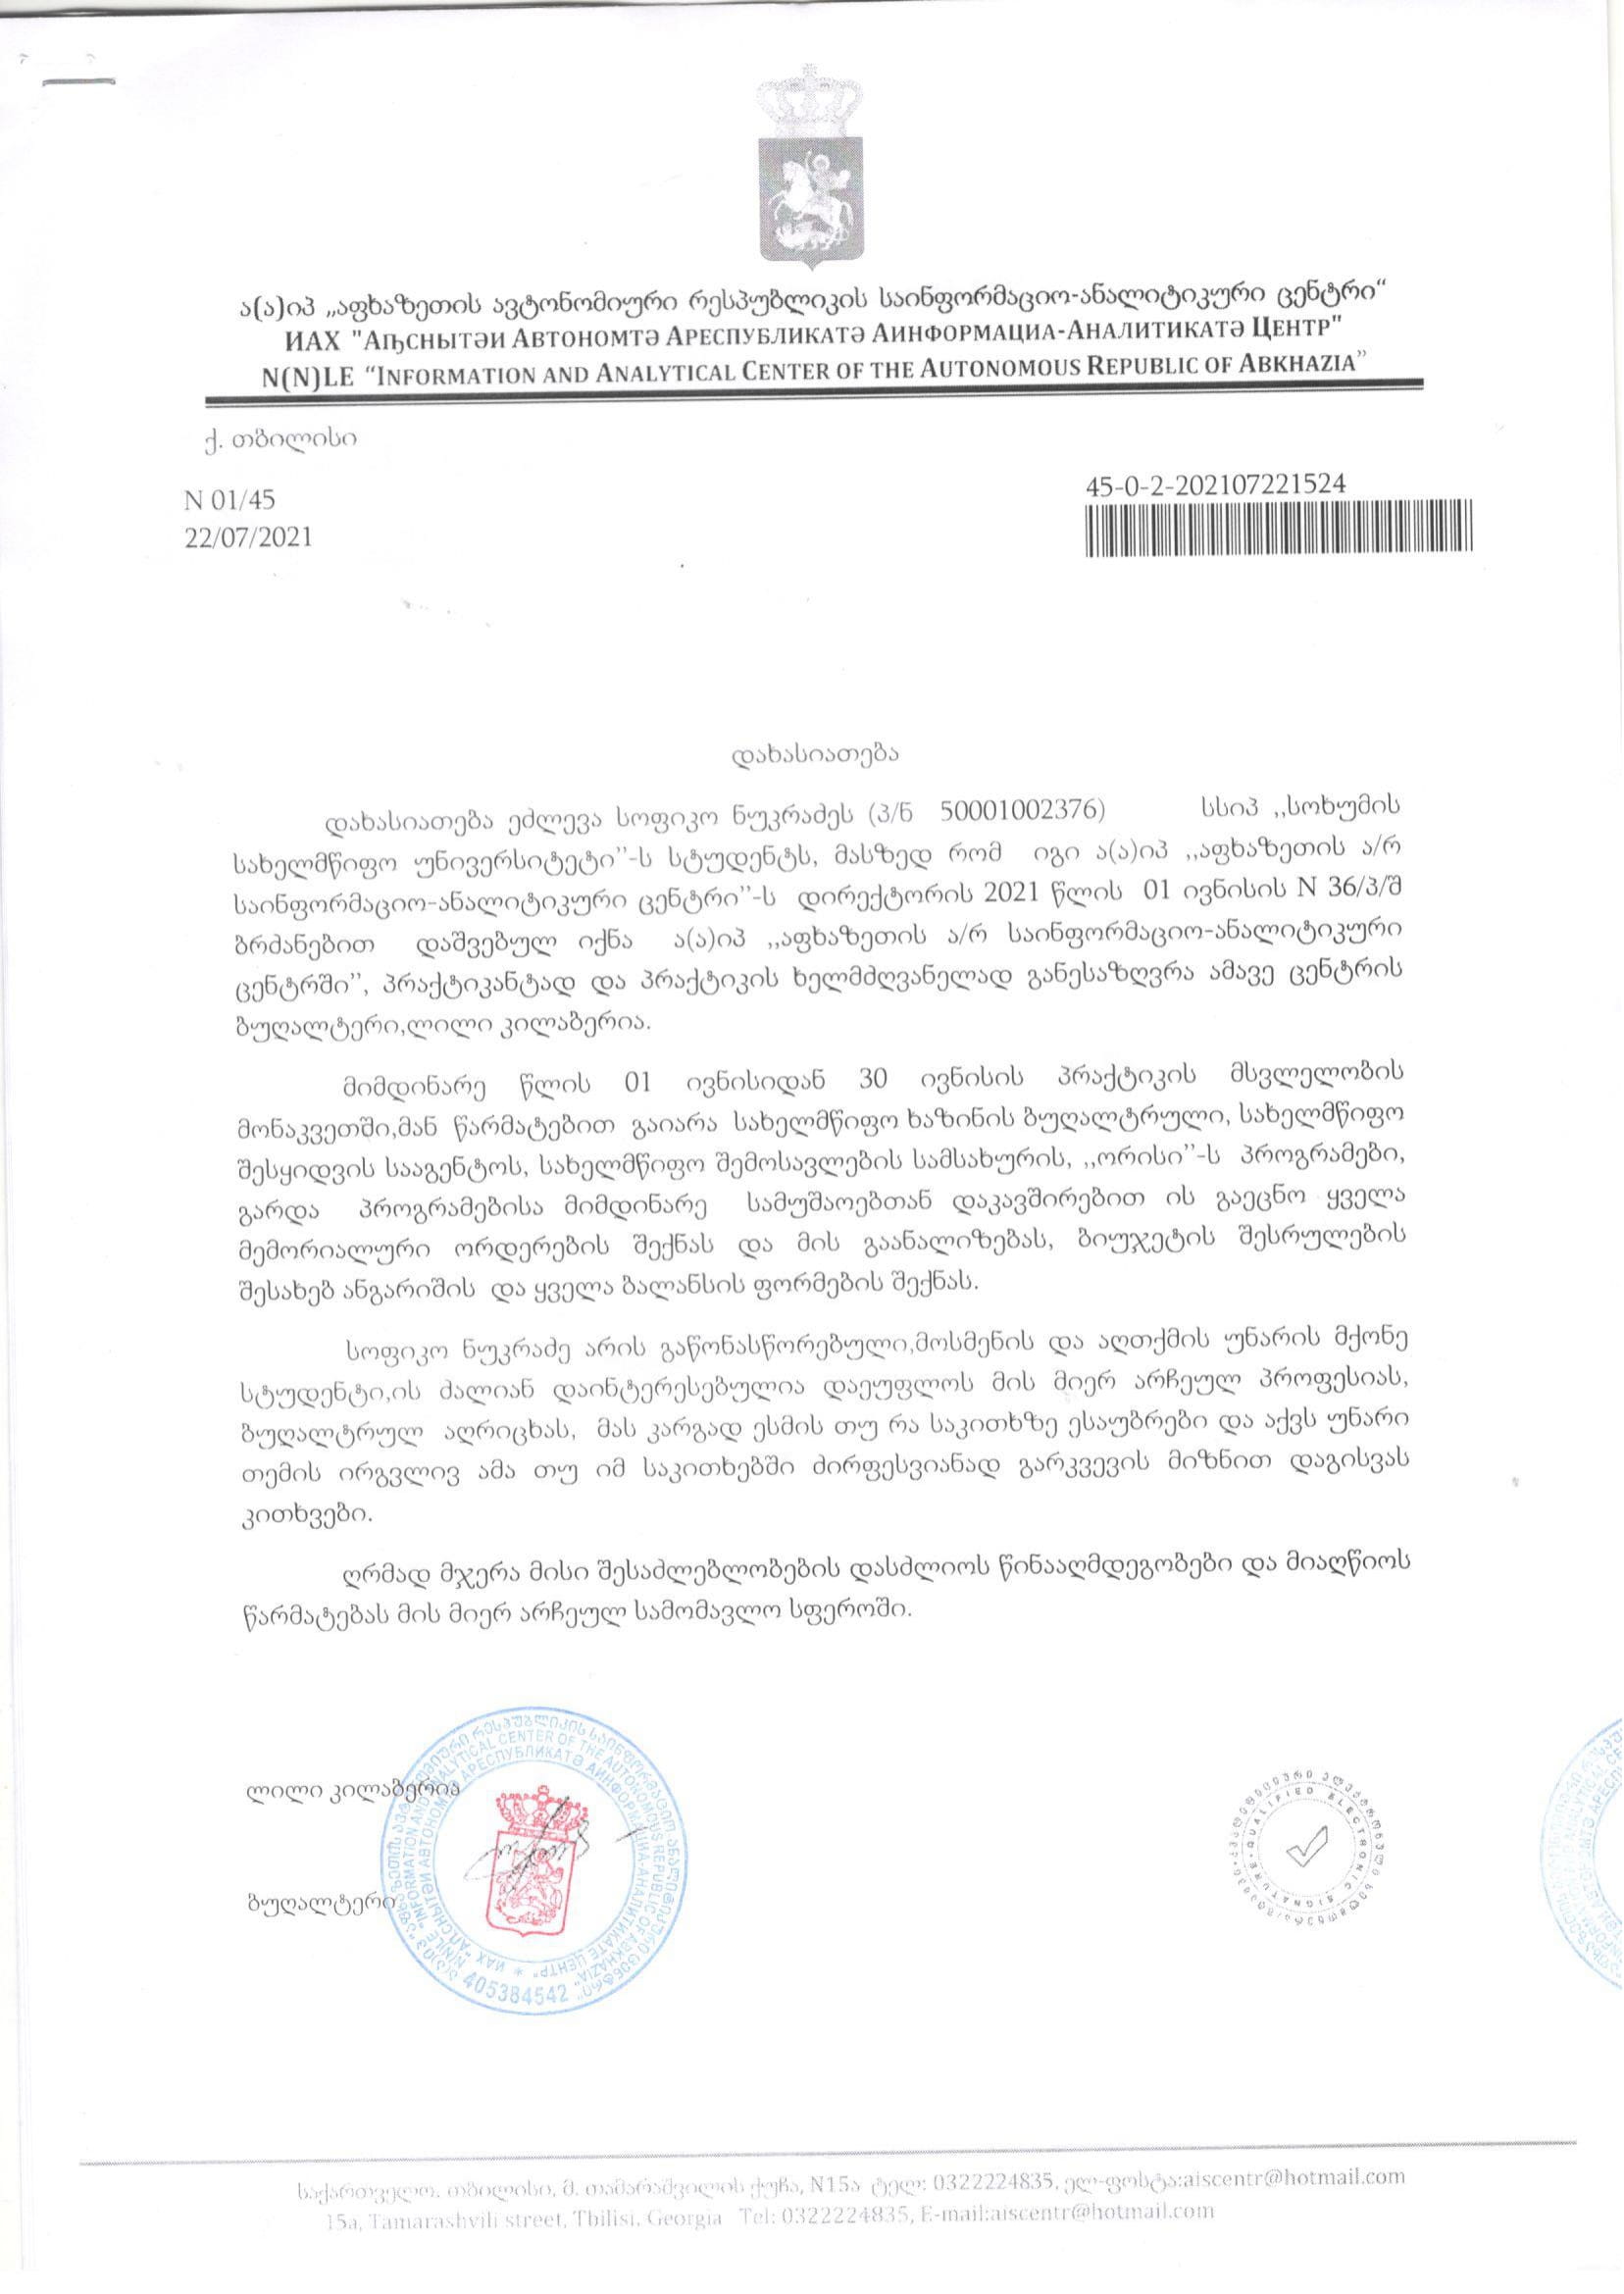 ა(ა)იპ „აფხაზეთის ავტონომიური რესპუბლიკის საინფორმაციო-ანალიტიკური ცენტრი“
ИАХ "АҦСНЫТӘИ АВТОНОМТӘ АРЕСПУБЛИКАТӘ АИНФОРМАЦИА-АНАЛИТИКАТӘ ЦЕНТР"
N(N)LE “INFORMATION AND ANALYTICAL CENTER OF THE AUTONOMOUS REPUBLIC OF ABKHAZIA”
ქ. თბილისი
N 01/45
22/07/2021
45-0-2-202107221524
დახასიათება
დახასიათება ეძლევა სოფიკო ნუკრაძეს (პ/ნ 50001002376) სსიპ ,,სოხუმის
სახელმწიფო უნივერსიტეტი’’-ს სტუდენტს, მასზედ რომ იგი ა(ა)იპ ,,აფხაზეთის ა/რ
საინფორმაციო-ანალიტიკური ცენტრი’’-ს დირექტორის 2021 წლის 01 ივნისის N 36/პ/შ
ბრძანებით დაშვებულ იქნა ა(ა)იპ ,,აფხაზეთის ა/რ საინფორმაციო-ანალიტიკური
ცენტრში’’, პრაქტიკანტად და პრაქტიკის ხელმძღვანელად განესაზღვრა ამავე ცენტრის
ბუღალტერი,ლილი კილაბერია.
მიმდინარე წლის 01 ივნისიდან 30 ივნისის პრაქტიკის მსვლელობის
მონაკვეთში,მან წარმატებით გაიარა სახელმწიფო ხაზინის ბუღალტრული, სახელმწიფო
შესყიდვის სააგენტოს, სახელმწიფო შემოსავლების სამსახურის, ,,ორისი’’-ს პროგრამები,
გარდა პროგრამებისა მიმდინარე სამუშაოებთან დაკავშირებით ის გაეცნო ყველა
მემორიალური ორდერების შექნას და მის გაანალიზებას, ბიუჯეტის შესრულების
შესახებ ანგარიშის და ყველა ბალანსის ფორმების შექნას.
სოფიკო ნუკრაძე არის გაწონასწორებული,მოსმენის და აღთქმის უნარის მქონე
სტუდენტი,ის ძალიან დაინტერესებულია დაეუფლოს მის მიერ არჩეულ პროფესიას,
ბუღალტრულ აღრიცხას, მას კარგად ესმის თუ რა საკითხზე ესაუბრები და აქვს უნარი
თემის ირგვლივ ამა თუ იმ საკითხებში ძირფესვიანად გარკვევის მიზნით დაგისვას
კითხვები.
ღრმად მჯერა მისი შესაძლებლობების დასძლიოს წინააღმდეგობები და მიაღწიოს
წარმატებას მის მიერ არჩეულ სამომავლო სფეროში.
ლილი კილაბერია
ბუღალტერი
405384542
QUALIFIED ELECTRONIC SIGNATURE
საქართველო, თბილისი, მ. თამარაშვილის ქუჩა, N15ა ტელ: 0322224835, ელ-ფოსტა:aiscentr@hotmail.com
15a, Tamarashvili street, Tbilisi, Georgia Tel: 0322224835, E-mail:aiscentr@hotmail.com